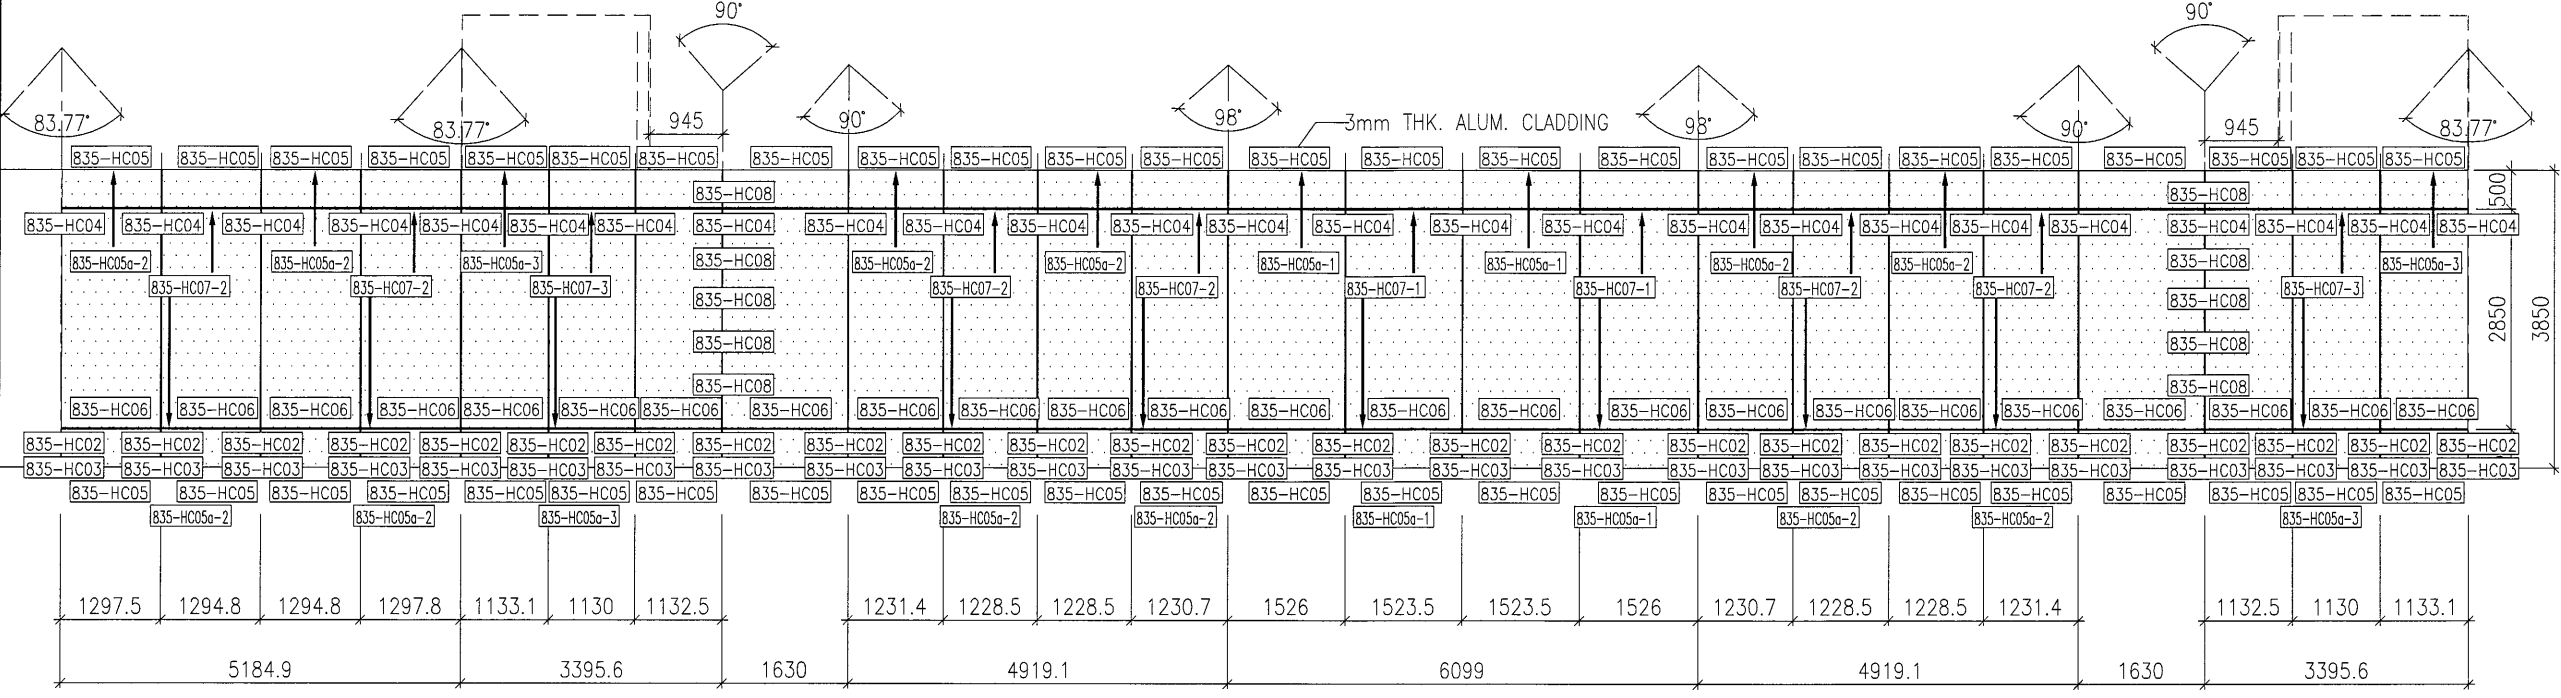 90° 90°
83.77° 83.77° 945 90° 98° 3mm THK. ALUM. CLADDING 98° 90° 945 83.77°
835-HC05 835-HC05 835-HC05 835-HC05 835-HC05 835-HC05 835-HC05 835-HC05 835-HC05 835-HC05 835-HC05 835-HC05 835-HC05 835-HC05 835-HC05 835-HC05 835-HC05 835-HC05 835-HC05 835-HC05 835-HC05 835-HC05 835-HC05 835-HC05
835-HC08 835-HC08 500
835-HC04 835-HC04 835-HC04 835-HC04 835-HC04 835-HC04 835-HC04 835-HC04 835-HC04 835-HC04 835-HC04 835-HC04 835-HC04 835-HC04 835-HC04 835-HC04 835-HC04 835-HC04 835-HC04 835-HC04 835-HC04 835-HC04 835-HC04 835-HC04 835-HC04
835-HC05a-2 835-HC05a-2 835-HC05a-3 835-HC08 835-HC05a-2 835-HC05a-2 835-HC05a-1 835-HC05a-1 835-HC05a-2 835-HC05a-2 835-HC08 835-HC05a-3
835-HC07-2 835-HC07-2 835-HC07-3 835-HC07-2 835-HC07-2 835-HC07-1 835-HC07-1 835-HC07-2 835-HC07-2 835-HC07-3
835-HC08 835-HC08 2850 3850
835-HC08 835-HC08
835-HC08 835-HC08
835-HC06 835-HC06 835-HC06 835-HC06 835-HC06 835-HC06 835-HC06 835-HC06 835-HC06 835-HC06 835-HC06 835-HC06 835-HC06 835-HC06 835-HC06 835-HC06 835-HC06 835-HC06 835-HC06 835-HC06 835-HC06 835-HC06 835-HC06 835-HC06
835-HC02 835-HC02 835-HC02 835-HC02 835-HC02 835-HC02 835-HC02 835-HC02 835-HC02 835-HC02 835-HC02 835-HC02 835-HC02 835-HC02 835-HC02 835-HC02 835-HC02 835-HC02 835-HC02 835-HC02 835-HC02 835-HC02 835-HC02 835-HC02 835-HC02
835-HC03 835-HC03 835-HC03 835-HC03 835-HC03 835-HC03 835-HC03 835-HC03 835-HC03 835-HC03 835-HC03 835-HC03 835-HC03 835-HC03 835-HC03 835-HC03 835-HC03 835-HC03 835-HC03 835-HC03 835-HC03 835-HC03 835-HC03 835-HC03 835-HC03
835-HC05 835-HC05 835-HC05 835-HC05 835-HC05 835-HC05 835-HC05 835-HC05 835-HC05 835-HC05 835-HC05 835-HC05 835-HC05 835-HC05 835-HC05 835-HC05 835-HC05 835-HC05 835-HC05 835-HC05 835-HC05 835-HC05 835-HC05 835-HC05
835-HC05a-2 835-HC05a-2 835-HC05a-3 835-HC05a-2 835-HC05a-2 835-HC05a-1 835-HC05a-1 835-HC05a-2 835-HC05a-2 835-HC05a-3
1297.5 1294.8 1294.8 1297.8 1133.1 1130 1132.5 1231.4 1228.5 1228.5 1230.7 1526 1523.5 1523.5 1526 1230.7 1228.5 1228.5 1231.4 1132.5 1130 1133.1
5184.9 3395.6 1630 4919.1 6099 4919.1 1630 3395.6